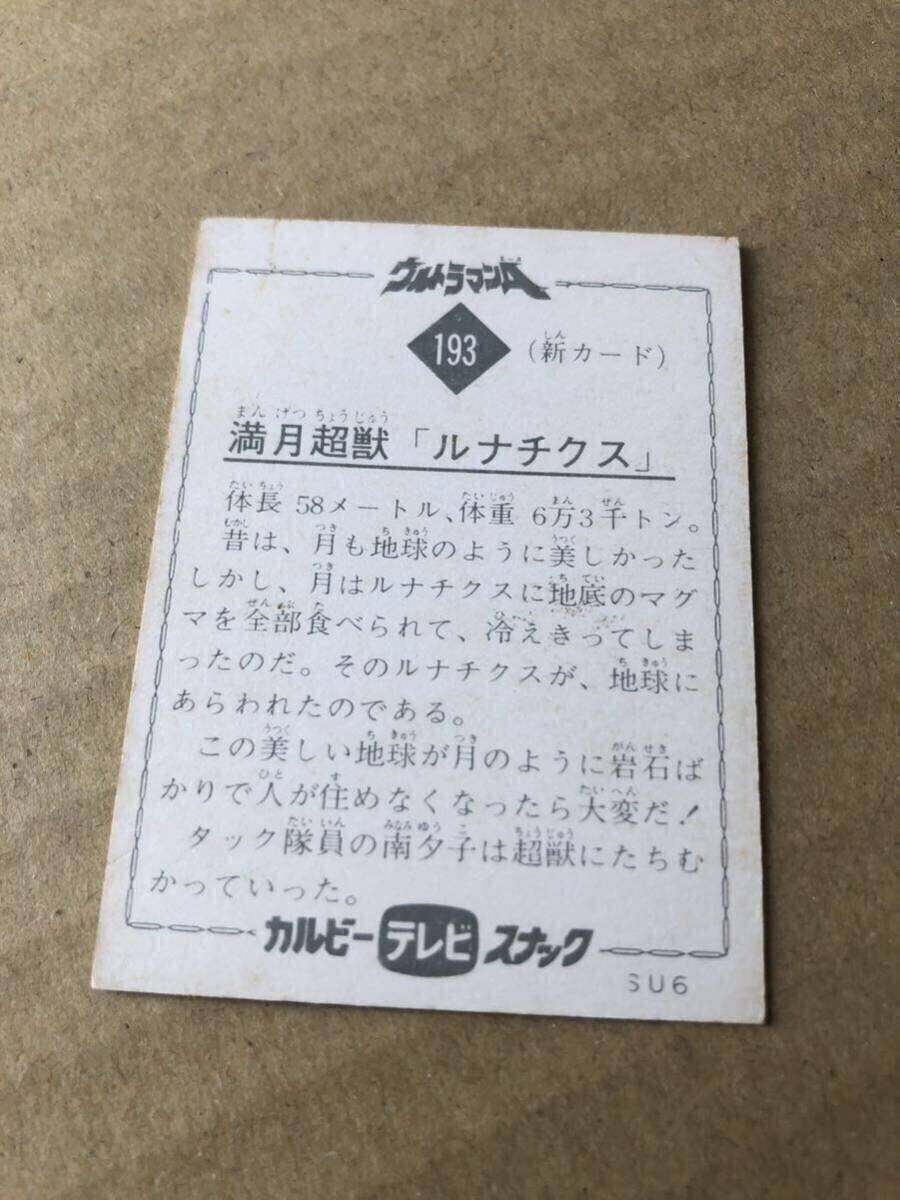 ウルトラマンA
193
(新カード)
満月超獣「ルナチクス」
体長 58メートル、体重 6万3千トン。
昔は、月も地球のように美しかった
しかし、月はルナチクスに地底のマグ
マを全部食べられて、冷えきってしま
ったのだ。そのルナチクスが、地球に
あらわれたのである。
この美しい地球が月のように岩石ば
かりで人が住めなくなったら大変だ!
タック隊員の南夕子は超獣にたちむ
かっていった。
カルビー テレビ スナック
SU6